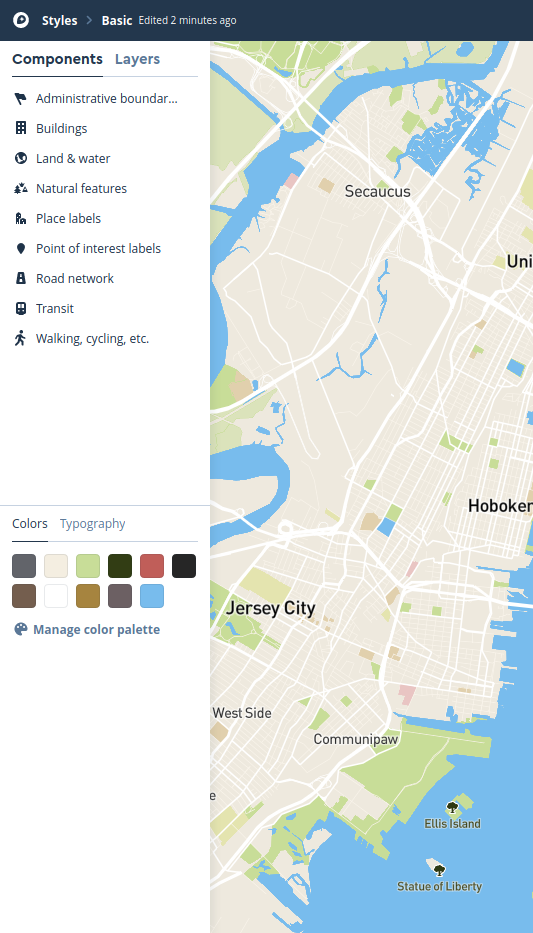 Styles Basic Edited 2 minutes ago
Components Layers
Administrative boundar...
Buildings
Land & water
Natural features
Place labels
Point of interest labels
Road network
Transit
Walking, cycling, etc.
Colors Typography
Manage color palette
Secaucus
Uni
Hoboken
Jersey City
West Side
Communipaw
e
Ellis Island
Statue of Liberty